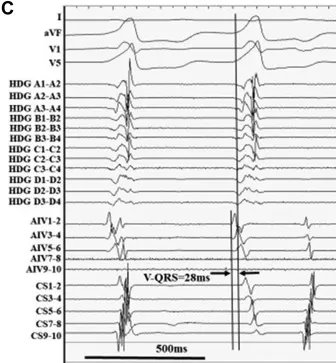 C
I
aVF
V1
V5
HDG A1-A2
HDG A2-A3
HDG A3-A4
HDG B1-B2
HDG B2-B3
HDG B3-B4
HDG C1-C2
HDG C2-C3
HDG C3-C4
HDG D1-D2
HDG D2-D3
HDG D3-D4
AIV1-2
AIV3-4
AIV5-6
AIV7-8
AIV9-10
V-QRS=28ms
CS1-2
CS3-4
CS5-6
CS7-8
CS9-10
500ms